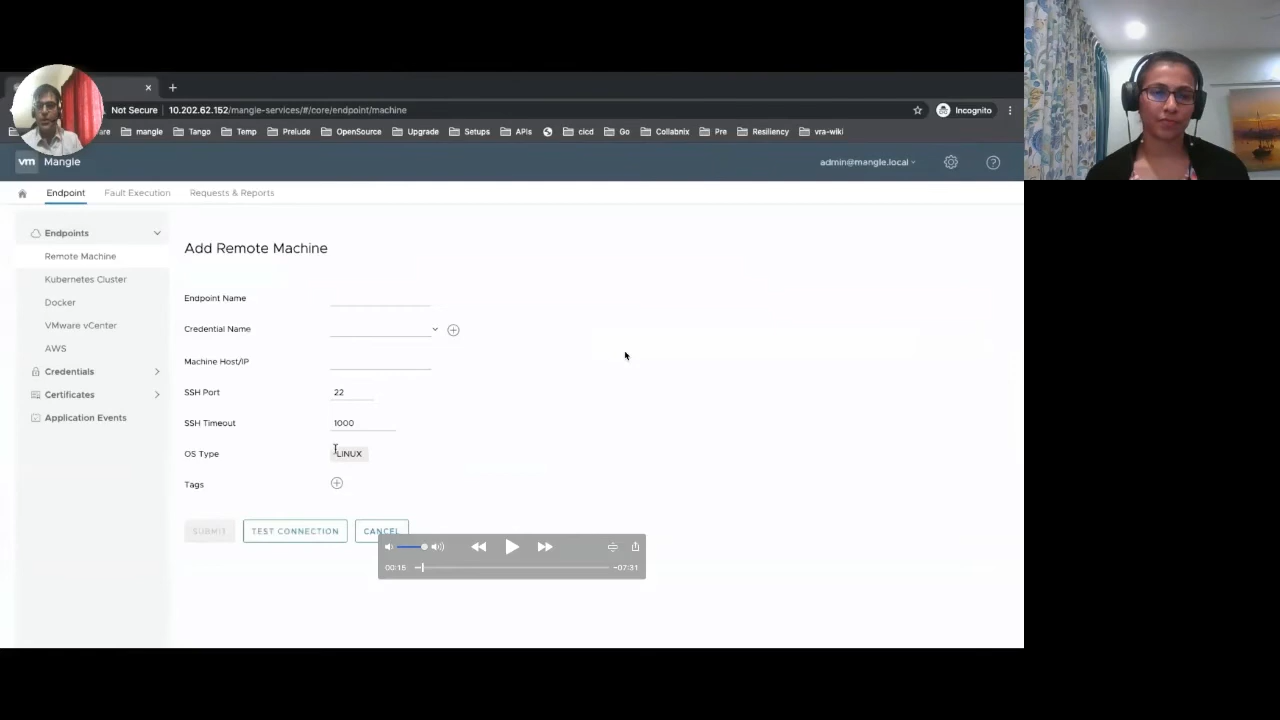 Not Secure 10.202.62.152/mangle-services/#/core/endpoint/machine Incognito
mangle Tango Temp Prelude OpenSource Upgrade Setups APIs cicd Go Collabnix Pre Resiliency vra-wiki
vm Mangle admin@mangle.local
Endpoint Fault Execution Requests & Reports
Endpoints
Remote Machine
Kubernetes Cluster
Docker
VMware vCenter
AWS
Credentials
Certificates
Application Events
Add Remote Machine
Endpoint Name
Credential Name
Machine Host/IP
SSH Port 22
SSH Timeout 1000
OS Type LINUX
Tags
SUBMIT TEST CONNECTION CANCEL
00:18 -07:31